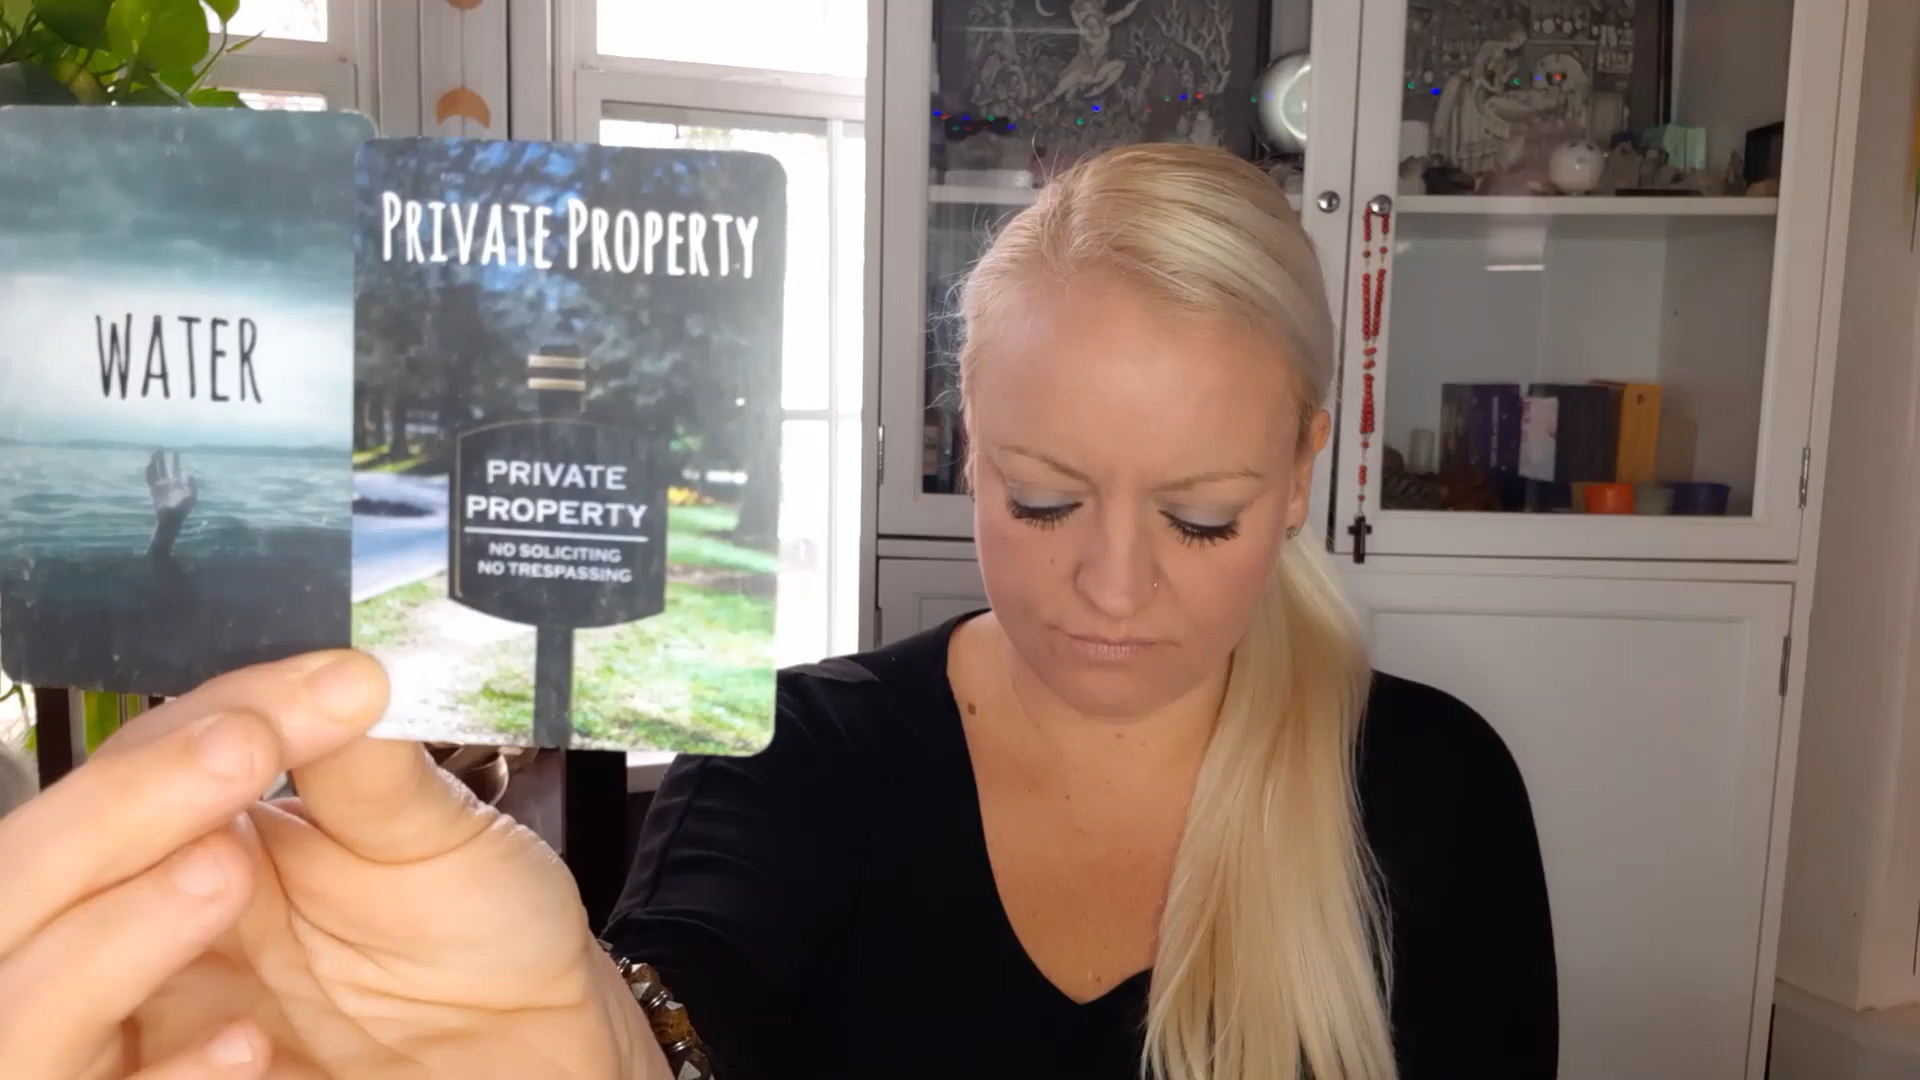 WATER
PRIVATE PROPERTY
PRIVATE
PROPERTY
NO SOLICITING
NO TRESPASSING